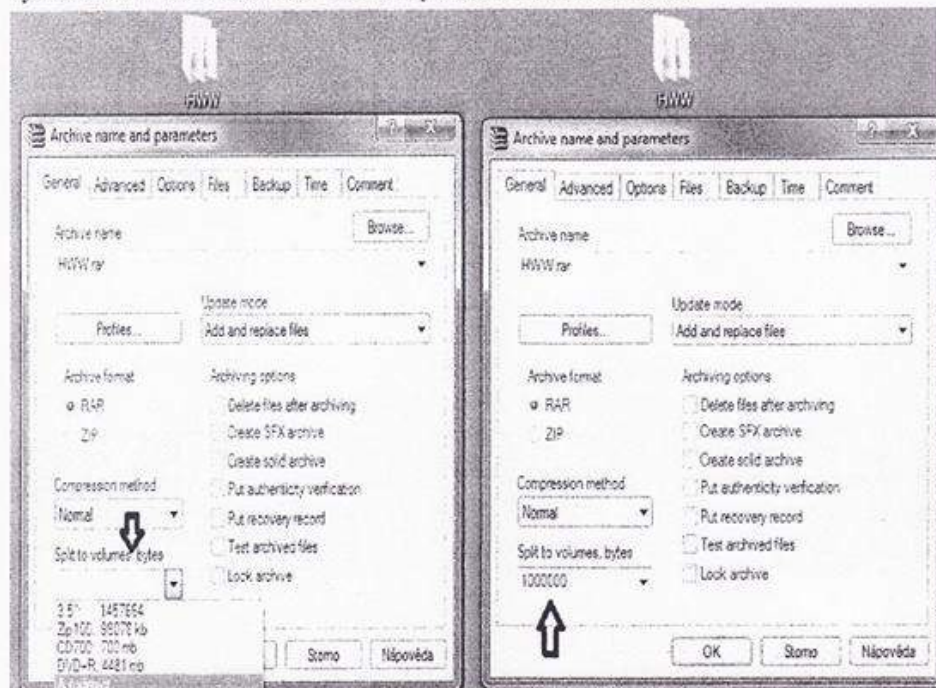 HWW
Archive name and parameters
General Advanced Options Files Backup Time Comment
Archive name
Browse...
HWW.rar
Update mode
Profiles... Add and replace files
Archive format Archiving options
RAR Delete files after archiving
ZIP Create SFX archive
Create solid archive
Compression method Put authenticity verification
Normal Put recovery record
Split to volumes, bytes Test archived files
Lock archive
3.5": 1457664
Zip100: 98078 kb
CD700: 700 mb
DVD+R: 4481 mb
Storno Nápověda
HWW
Archive name and parameters
General Advanced Options Files Backup Time Comment
Archive name
Browse...
HWW.rar
Update mode
Profiles... Add and replace files
Archive format Archiving options
RAR Delete files after archiving
ZIP Create SFX archive
Create solid archive
Compression method Put authenticity verification
Normal Put recovery record
Split to volumes, bytes Test archived files
1000000 Lock archive
OK Storno Nápověda